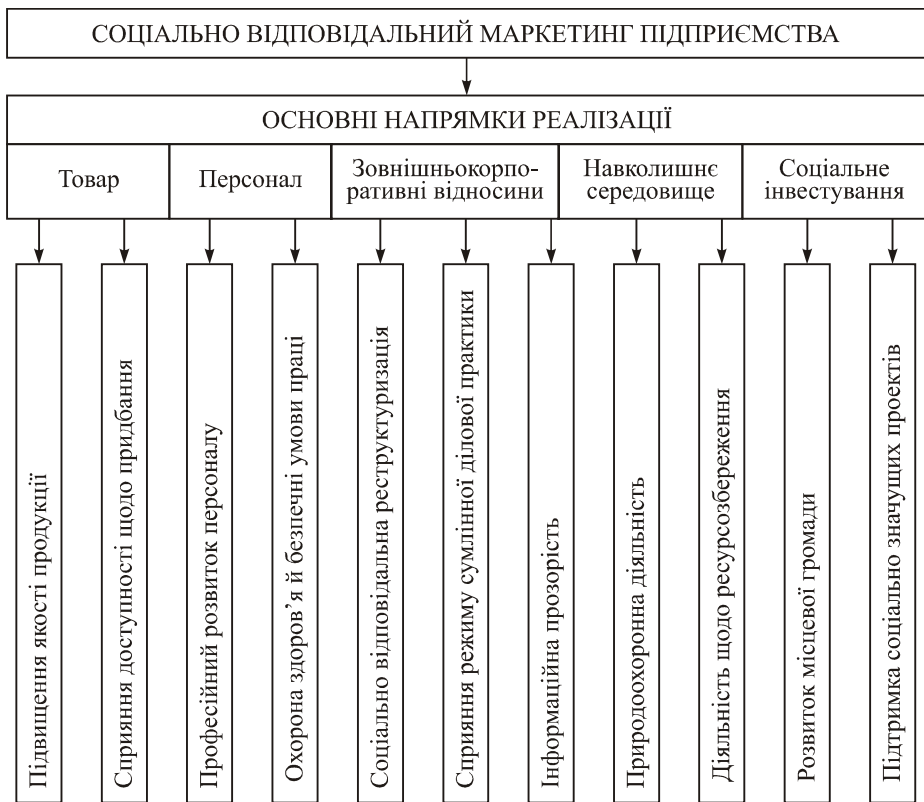 СОЦІАЛЬНО ВІДПОВІДАЛЬНИЙ МАРКЕТИНГ ПІДПРИЄМСТВА
ОСНОВНІ НАПРЯМКИ РЕАЛІЗАЦІЇ
Товар
Персонал
Зовнішньокорпо-
ративні відносини
Навколишнє
середовище
Соціальне
інвестування
Підвищення якості продукції
Сприяння доступності щодо придбання
Професійний розвиток персоналу
Охорона здоров’я й безпечні умови праці
Соціально відповідальна реструктуризація
Сприяння режиму сумлінної ділової практики
Інформаційна прозорість
Природоохоронна діяльність
Діяльність щодо ресурсозбереження
Розвиток місцевої громади
Підтримка соціально значущих проектів